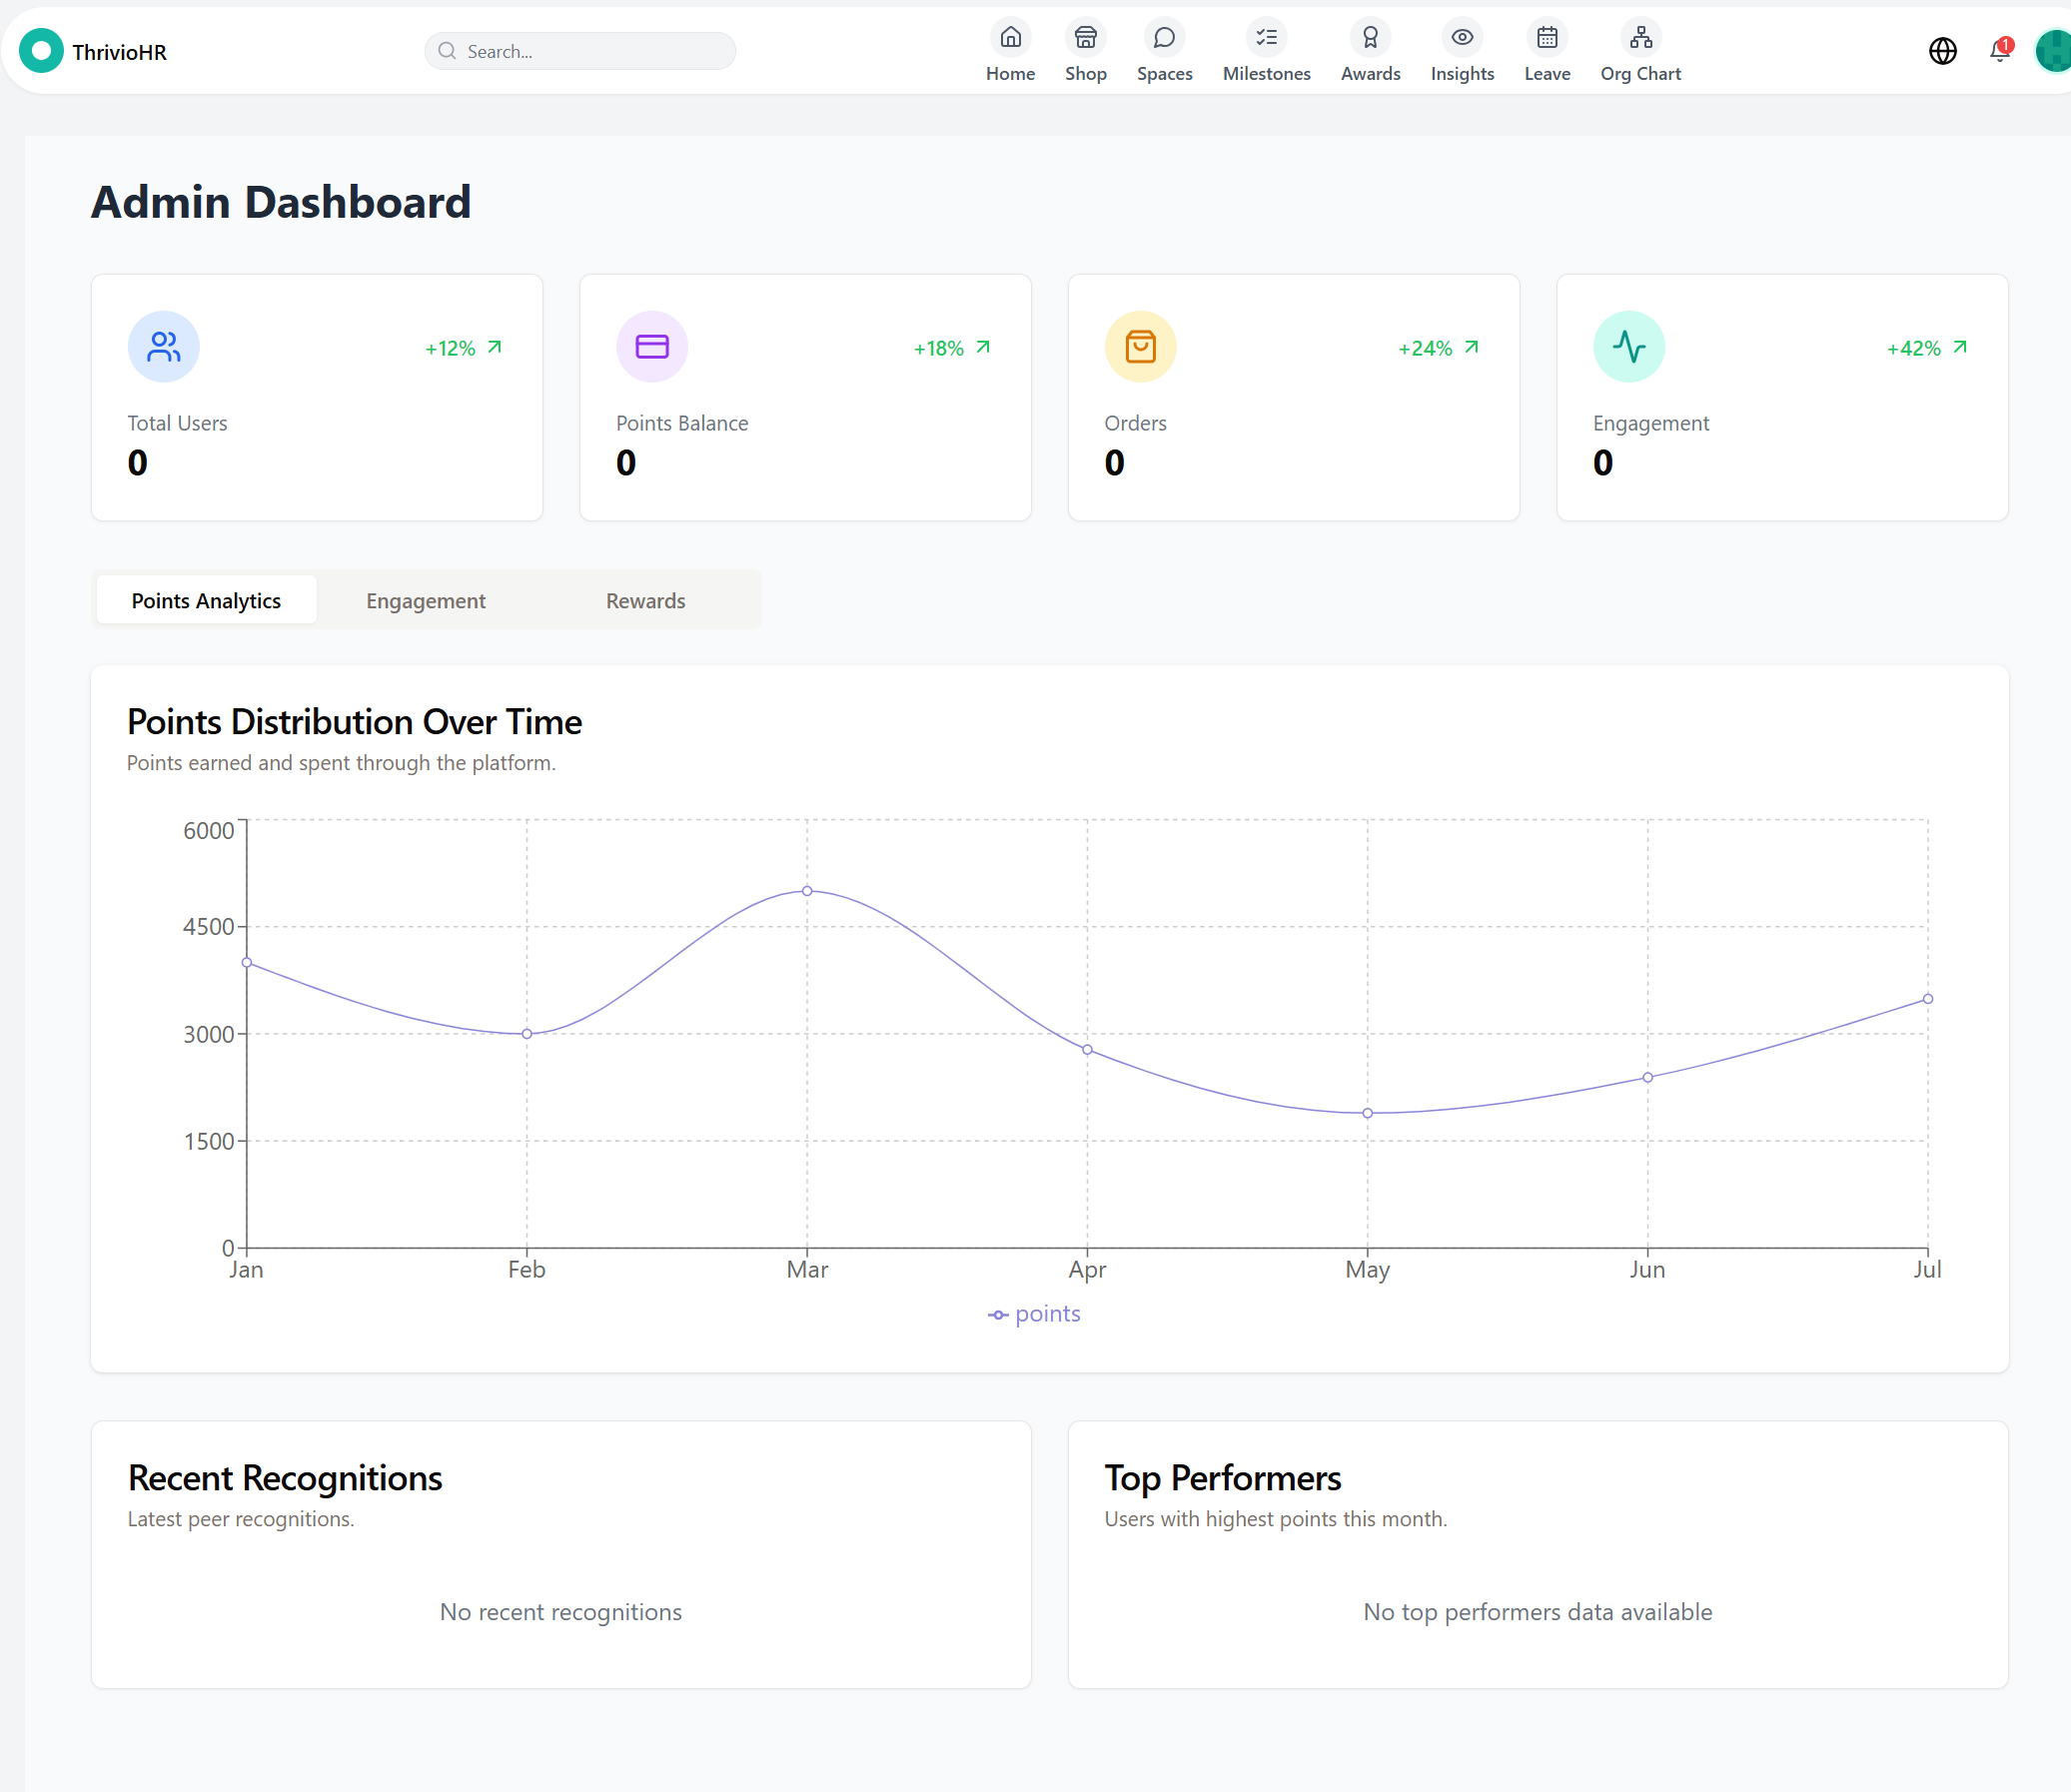 ThrivioHR
Search...
Home
Shop
Spaces
Milestones
Awards
Insights
Leave
Org Chart
1
Admin Dashboard
+12%
Total Users
0
+18%
Points Balance
0
+24%
Orders
0
+42%
Engagement
0
Points Analytics
Engagement
Rewards
Points Distribution Over Time
Points earned and spent through the platform.
6000
4500
3000
1500
0
Jan
Feb
Mar
Apr
May
Jun
Jul
points
Recent Recognitions
Latest peer recognitions.
No recent recognitions
Top Performers
Users with highest points this month.
No top performers data available